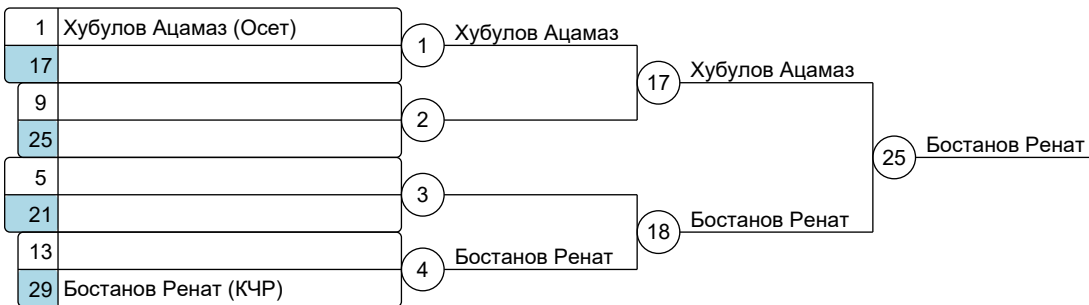 1 Хубулов Ацамаз (Осет)
17
9
25
5
21
13
29 Бостанов Ренат (КЧР)
1 Хубулов Ацамаз
2
3
4 Бостанов Ренат
17 Хубулов Ацамаз
18 Бостанов Ренат
25 Бостанов Ренат